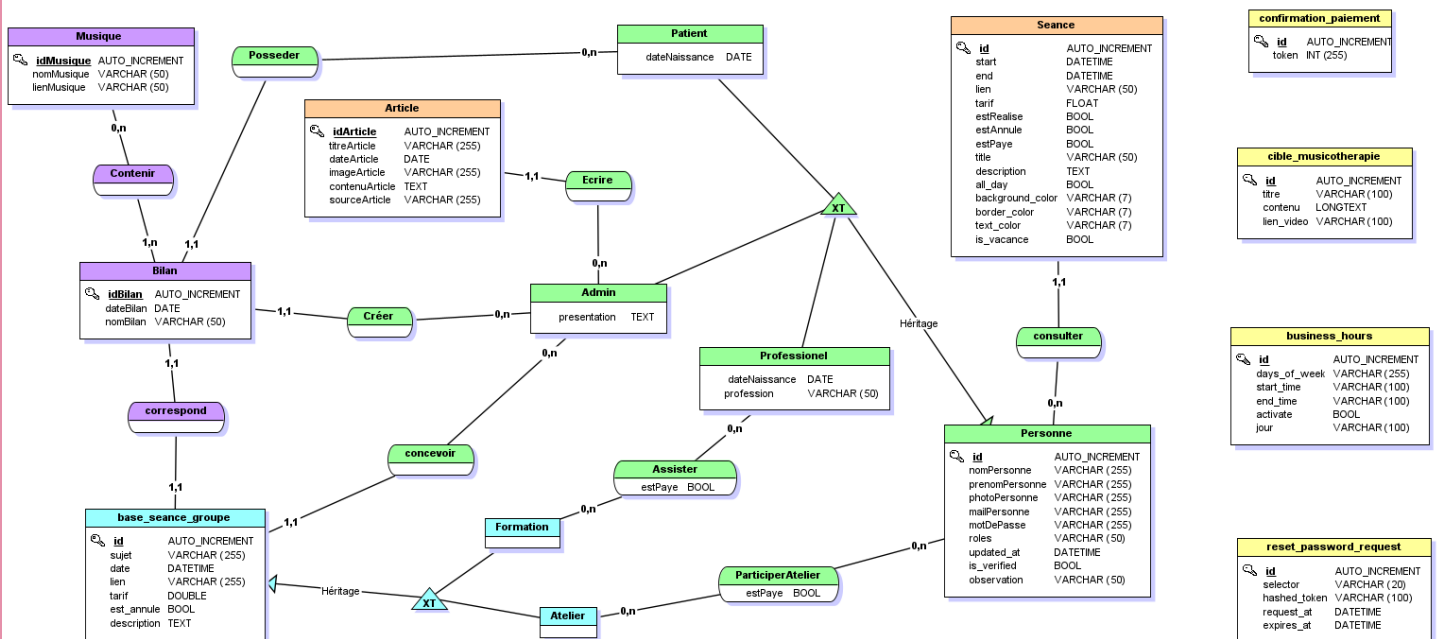 Musique
idMusique AUTO_INCREMENT
nomMusique VARCHAR (50)
lienMusique VARCHAR (50)
0,n
Contenir
1,n
Posseder
0,n
1,1
Patient
dateNaissance DATE
Article
idArticle AUTO_INCREMENT
titreArticle VARCHAR (255)
dateArticle DATE
imageArticle VARCHAR (255)
contenuArticle TEXT
sourceArticle VARCHAR (255)
1,1
Ecrire
0,n
XT
Héritage
Seance
id AUTO_INCREMENT
start DATETIME
end DATETIME
lien VARCHAR (50)
tarif FLOAT
estRealise BOOL
estAnnule BOOL
estPaye BOOL
title VARCHAR (50)
description TEXT
all_day BOOL
background_color VARCHAR (7)
border_color VARCHAR (7)
text_color VARCHAR (7)
is_vacance BOOL
1,1
consulter
0,n
Bilan
idBilan AUTO_INCREMENT
dateBilan DATE
nomBilan VARCHAR (50)
1,1
Créer
0,n
Admin
presentation TEXT
0,n
concevoir
1,1
1,1
correspond
1,1
Professionel
dateNaissance DATE
profession VARCHAR (50)
0,n
Assister
estPaye BOOL
0,n
Formation
Personne
id AUTO_INCREMENT
nomPersonne VARCHAR (255)
prenomPersonne VARCHAR (255)
photoPersonne VARCHAR (255)
mailPersonne VARCHAR (255)
motDePasse VARCHAR (255)
roles VARCHAR (50)
updated_at DATETIME
is_verified BOOL
observation VARCHAR (50)
0,n
ParticiperAtelier
estPaye BOOL
0,n
Atelier
XT
Héritage
base_seance_groupe
id AUTO_INCREMENT
sujet VARCHAR (255)
date DATETIME
lien VARCHAR (255)
tarif DOUBLE
est_annule BOOL
description TEXT
confirmation_paiement
id AUTO_INCREMENT
token INT (255)
cible_musicotherapie
id AUTO_INCREMENT
titre VARCHAR (100)
contenu LONGTEXT
lien_video VARCHAR (100)
business_hours
id AUTO_INCREMENT
days_of_week VARCHAR (255)
start_time VARCHAR (100)
end_time VARCHAR (100)
activate BOOL
jour VARCHAR (100)
reset_password_request
id AUTO_INCREMENT
selector VARCHAR (20)
hashed_token VARCHAR (100)
request_at DATETIME
expires_at DATETIME